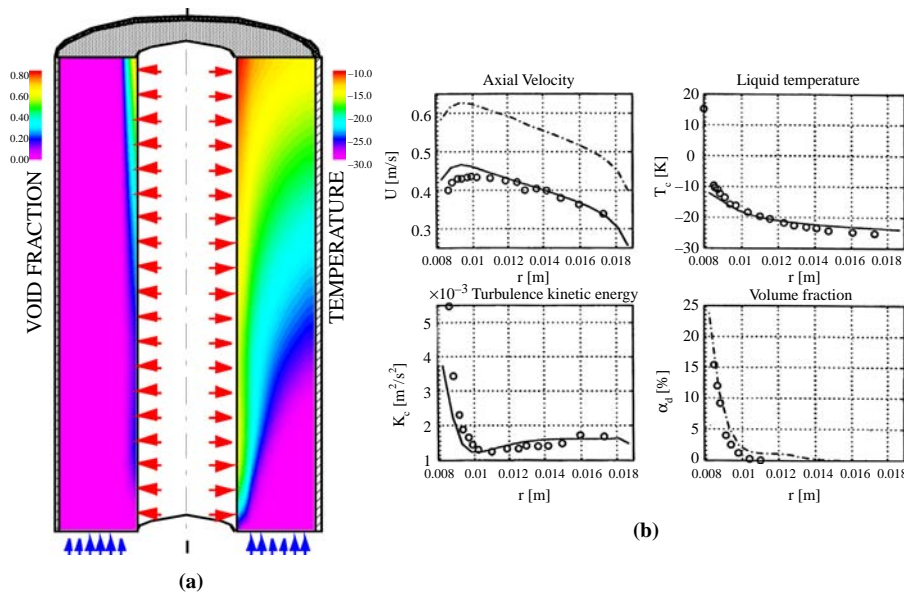 0.80
0.60
0.40
0.20
0.00
VOID FRACTION
-10.0
-15.0
-20.0
-25.0
-30.0
TEMPERATURE
(a)
Axial Velocity
0.6
0.5
0.4
0.3
U [m/s]
0.008 0.01 0.012 0.014 0.016 0.018
r [m]
Liquid temperature
20
15
10
5
0
−10
−20
−30
T_c [K]
0.008 0.01 0.012 0.014 0.016 0.018
r [m]
×10−3 Turbulence kinetic energy
5
5
4
3
2
1
K_c [m²/s²]
0.008 0.01 0.012 0.014 0.016 0.018
r [m]
Volume fraction
25
20
15
10
5
0
α_d [%]
0.008 0.01 0.012 0.014 0.016 0.018
r [m]
(b)